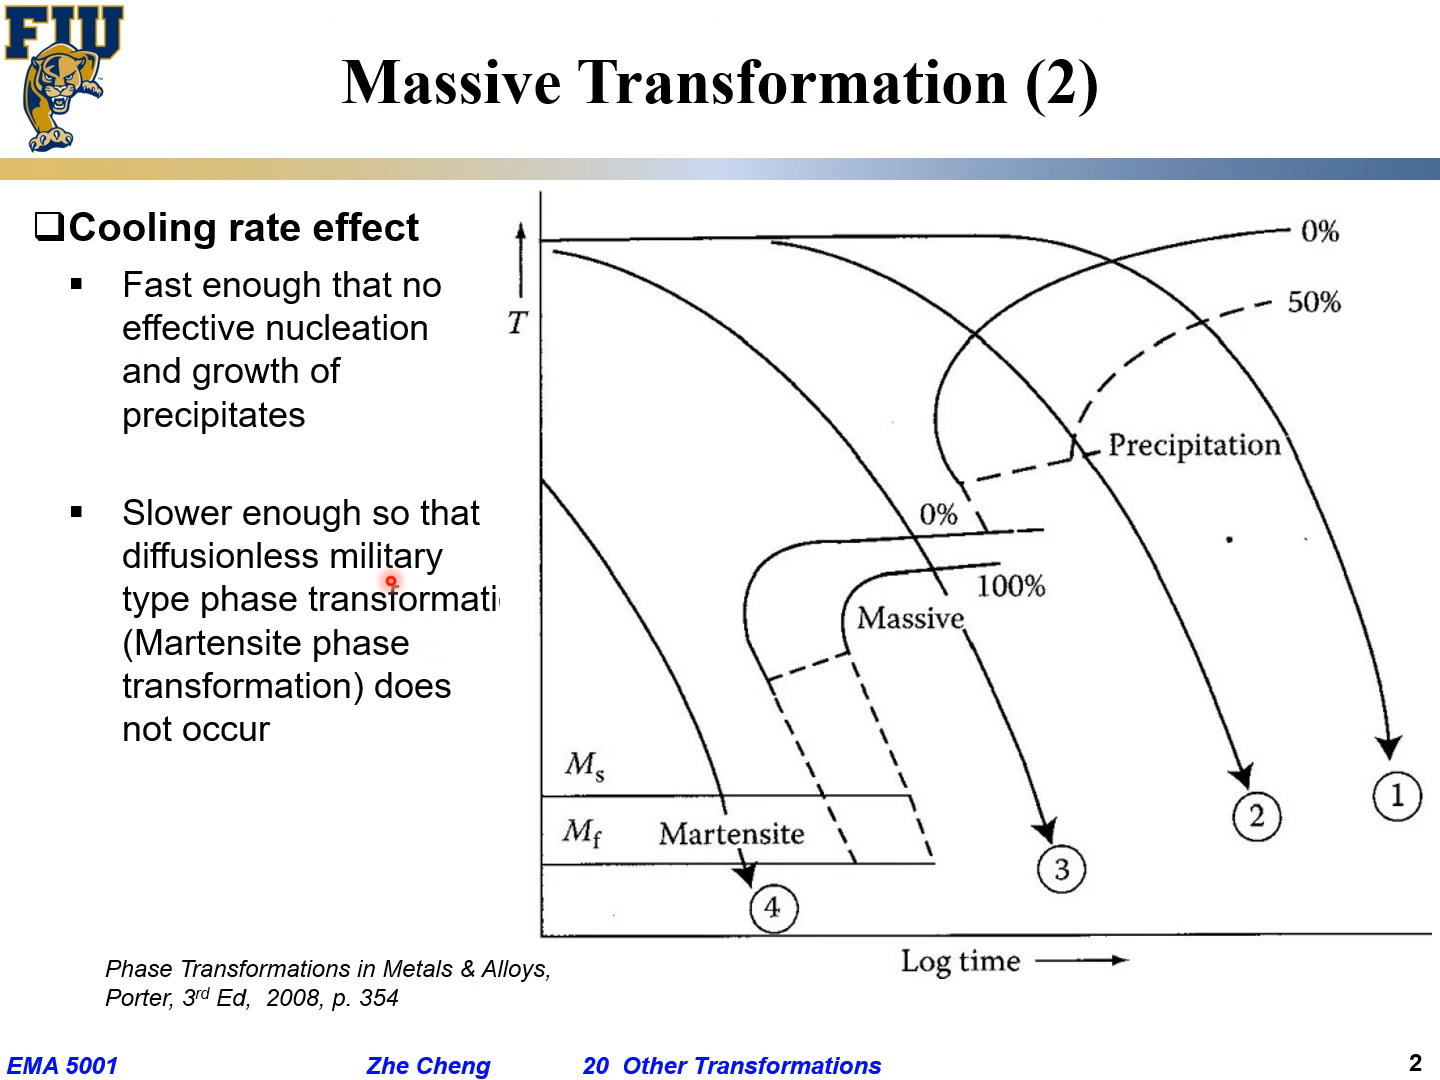 FIU
Massive Transformation (2)
Cooling rate effect
Fast enough that no
effective nucleation
and growth of
precipitates
Slower enough so that
diffusionless military
type phase transformati
(Martensite phase
transformation) does
not occur
T
0%
50%
Precipitation
0%
100%
Massive
Ms
Mf
Martensite
1
2
3
4
Log time
Phase Transformations in Metals & Alloys,
Porter, 3rd Ed, 2008, p. 354
EMA 5001 Zhe Cheng 20 Other Transformations 2